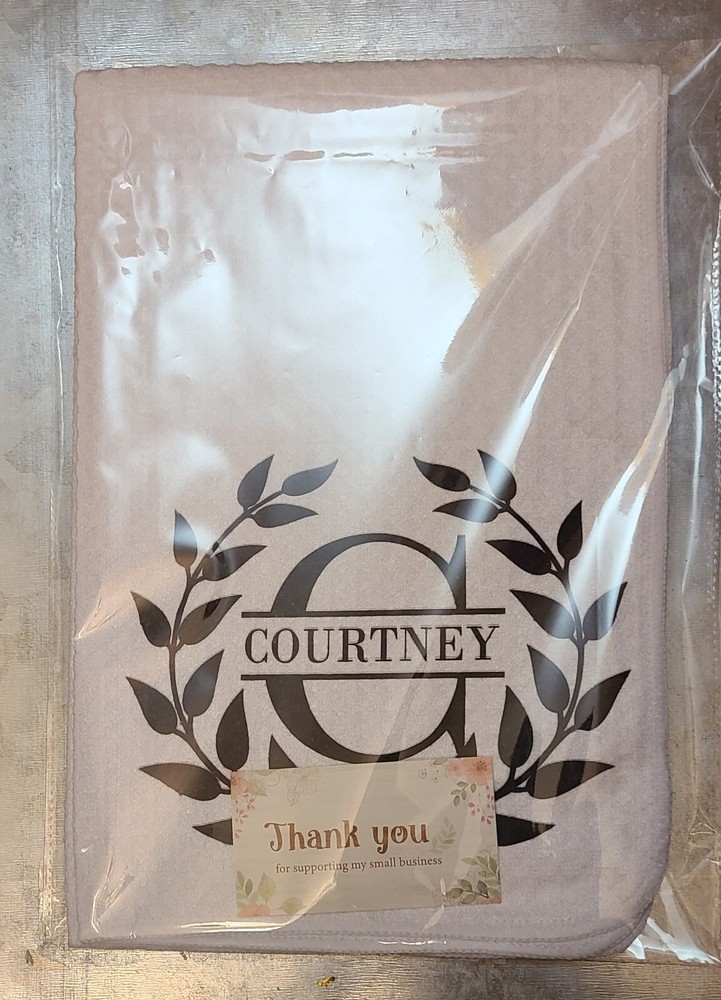 C
COURTNEY
Thank you
for supporting my small business